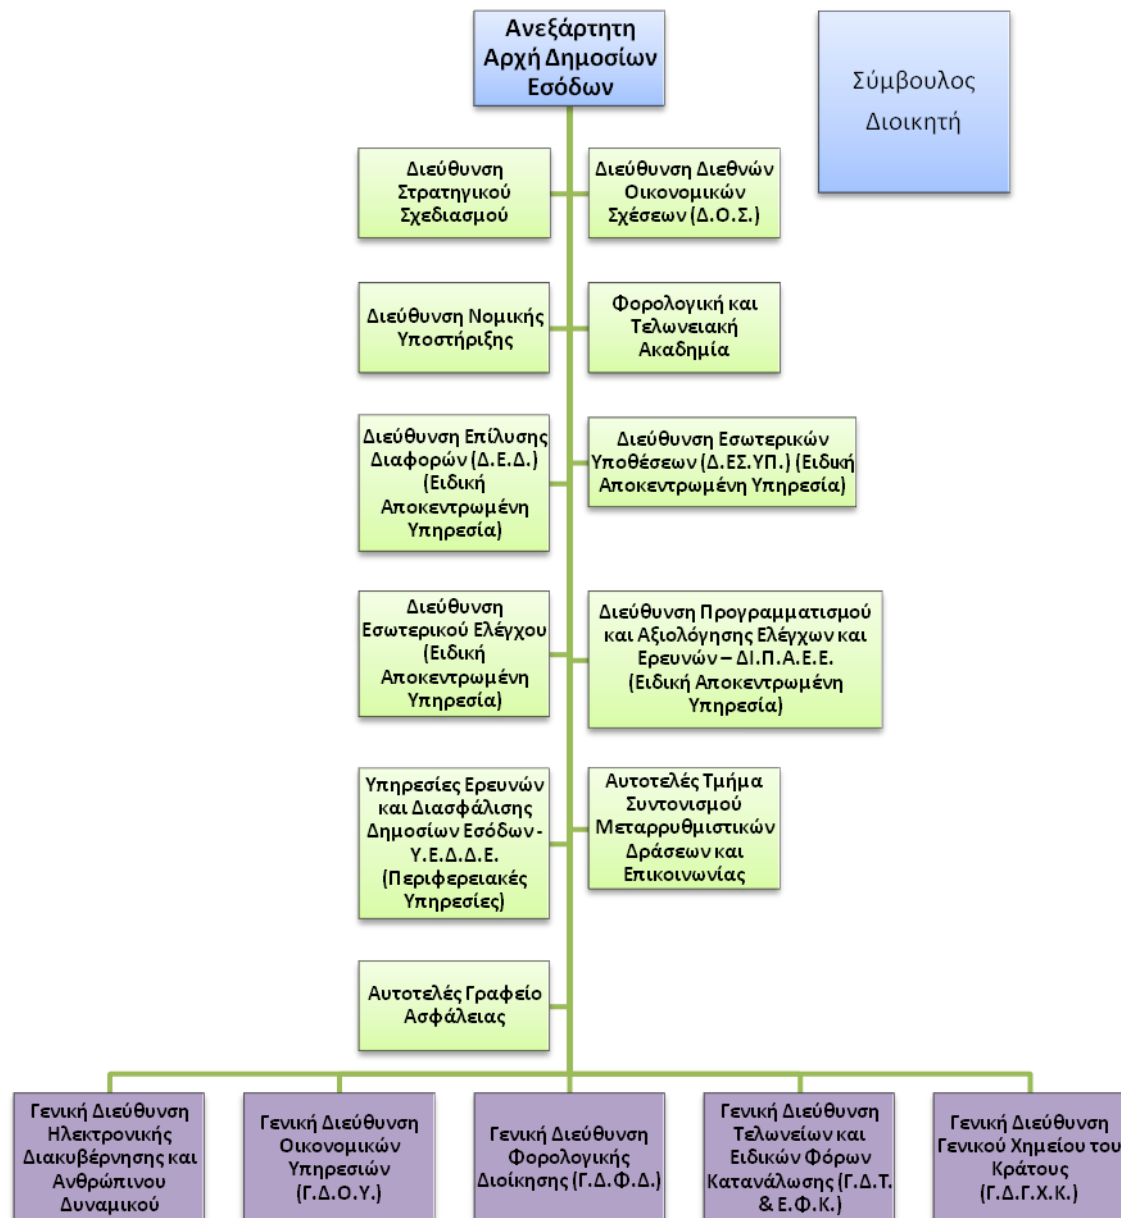 Ανεξάρτητη
Αρχή Δημοσίων
Εσόδων
Σύμβουλος
Διοικητή
Διεύθυνση
Στρατηγικού
Σχεδιασμού
Διεύθυνση Διεθνών
Οικονομικών
Σχέσεων (Δ.Ο.Σ.)
Διεύθυνση Νομικής
Υποστήριξης
Φορολογική και
Τελωνειακή
Ακαδημία
Διεύθυνση Επίλυσης
Διαφορών (Δ.Ε.Δ.)
(Ειδική
Αποκεντρωμένη
Υπηρεσία)
Διεύθυνση Εσωτερικών
Υποθέσεων (Δ.ΕΣ.ΥΠ.) (Ειδική
Αποκεντρωμένη Υπηρεσία)
Διεύθυνση
Εσωτερικού Ελέγχου
(Ειδική
Αποκεντρωμένη
Υπηρεσία)
Διεύθυνση Προγραμματισμού
και Αξιολόγησης Ελέγχων και
Ερευνών – ΔΙ.Π.Α.Ε.Ε.
(Ειδική Αποκεντρωμένη
Υπηρεσία)
Υπηρεσίες Ερευνών
και Διασφάλισης
Δημοσίων Εσόδων -
Υ.Ε.Δ.Δ.Ε.
(Περιφερειακές
Υπηρεσίες)
Αυτοτελές Τμήμα
Συντονισμού
Μεταρρυθμιστικών
Δράσεων και
Επικοινωνίας
Αυτοτελές Γραφείο
Ασφάλειας
Γενική Διεύθυνση
Ηλεκτρονικής
Διακυβέρνησης και
Ανθρώπινου
Δυναμικού
Γενική Διεύθυνση
Οικονομικών
Υπηρεσιών
(Γ.Δ.Ο.Υ.)
Γενική Διεύθυνση
Φορολογικής
Διοίκησης (Γ.Δ.Φ.Δ.)
Γενική Διεύθυνση
Τελωνείων και
Ειδικών Φόρων
Κατανάλωσης (Γ.Δ.Τ.
& Ε.Φ.Κ.)
Γενική Διεύθυνση
Γενικού Χημείου του
Κράτους
(Γ.Δ.Γ.Χ.Κ.)